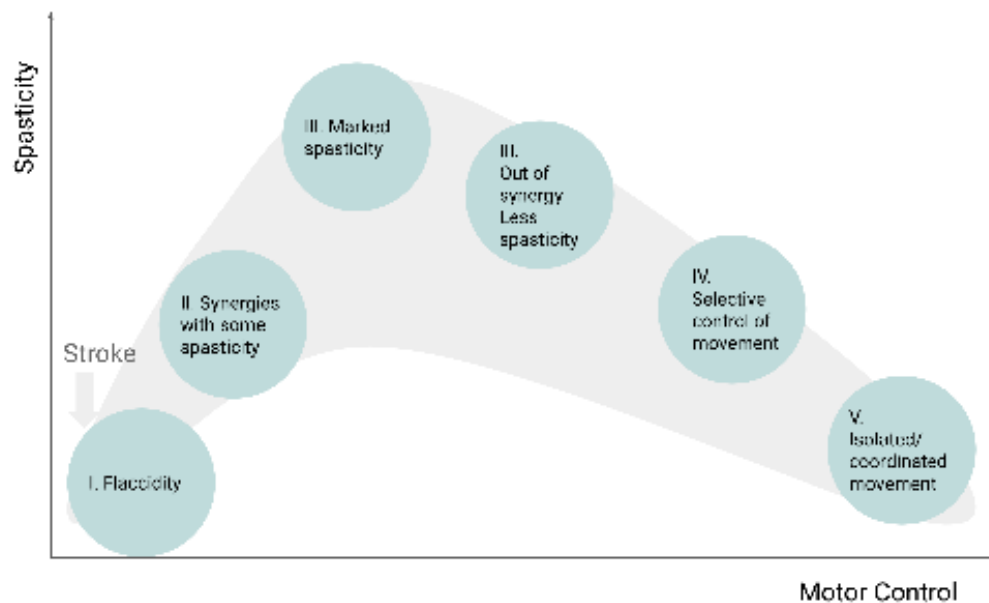 Spasticity
III. Marked
spasticity
III.
Out of
synergy
Less
spasticity
II. Synergies
with some
spasticity
IV.
Selective
control of
movement
Stroke
V.
Isolated/
coordinated
movement
I. Flaccidity
Motor Control